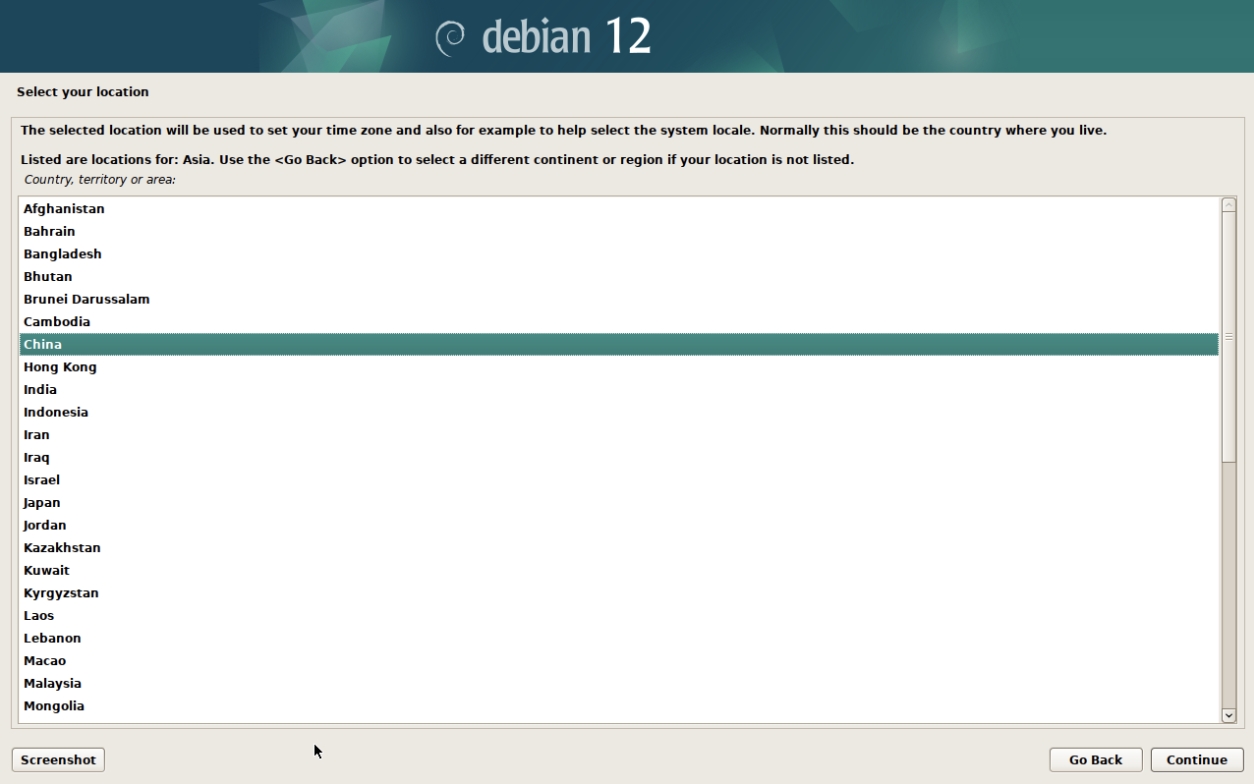 debian 12
Select your location
The selected location will be used to set your time zone and also for example to help select the system locale. Normally this should be the country where you live.
Listed are locations for: Asia. Use the <Go Back> option to select a different continent or region if your location is not listed.
Country, territory or area:
Afghanistan
Bahrain
Bangladesh
Bhutan
Brunei Darussalam
Cambodia
China
Hong Kong
India
Indonesia
Iran
Iraq
Israel
Japan
Jordan
Kazakhstan
Kuwait
Kyrgyzstan
Laos
Lebanon
Macao
Malaysia
Mongolia
Screenshot Go Back Continue